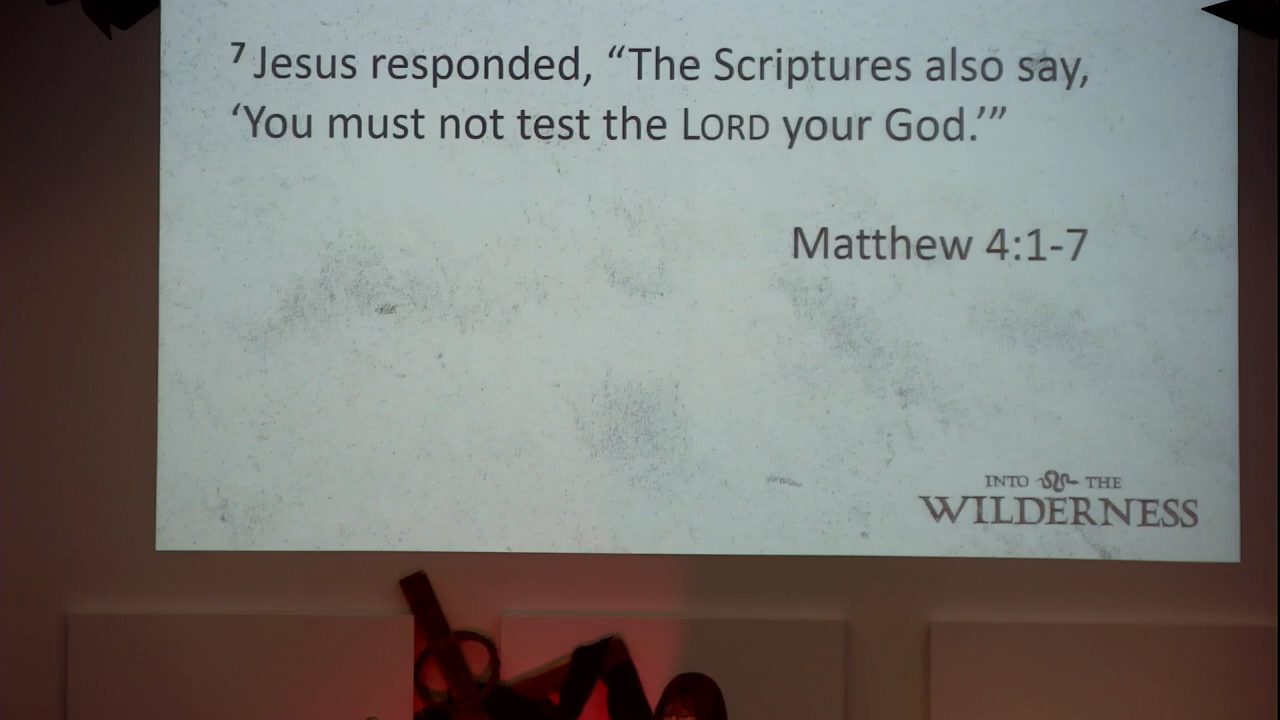 ⁷ Jesus responded, “The Scriptures also say,
‘You must not test the LORD your God.’”
Matthew 4:1-7
INTO THE
WILDERNESS